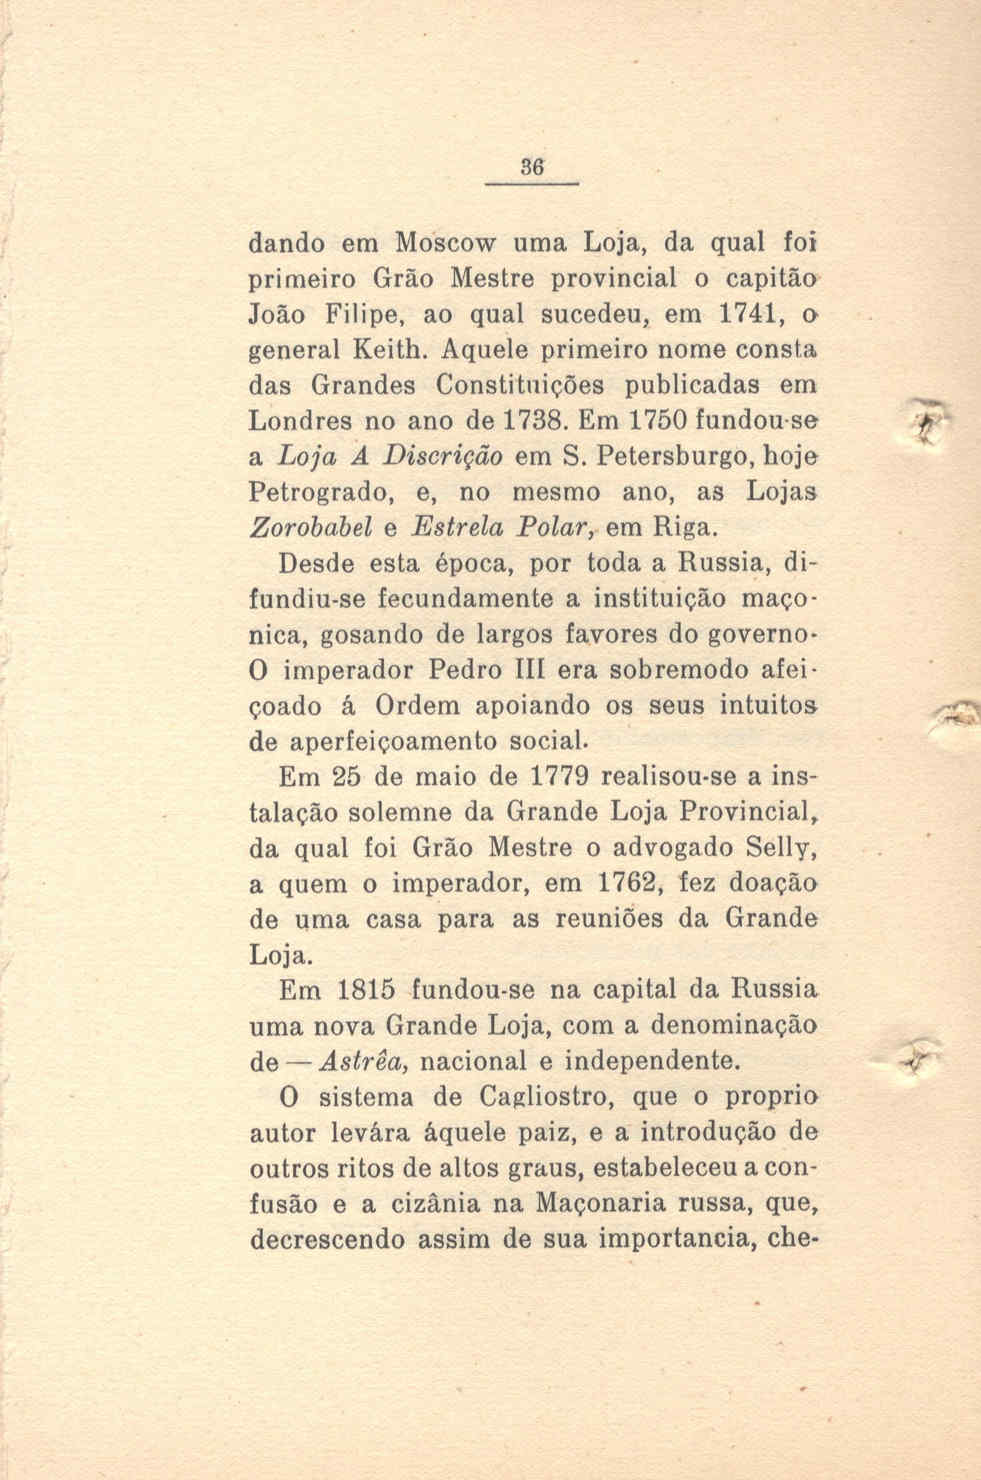 36
dando em Moscow uma Loja, da qual foi
primeiro Grão Mestre provincial o capitão
João Filipe, ao qual sucedeu, em 1741, o
general Keith. Aquele primeiro nome consta
das Grandes Constituições publicadas em
Londres no ano de 1738. Em 1750 fundou-se
a Loja A Discrição em S. Petersburgo, hoje
Petrogrado, e, no mesmo ano, as Lojas
Zorobabel e Estrela Polar, em Riga.
Desde esta época, por toda a Russia, di-
fundiu-se fecundamente a instituição maço-
nica, gosando de largos favores do governo.
O imperador Pedro III era sobremodo afei-
çoado á Ordem apoiando os seus intuitos
de aperfeiçoamento social.
Em 25 de maio de 1779 realisou-se a ins-
talação solemne da Grande Loja Provincial,
da qual foi Grão Mestre o advogado Selly,
a quem o imperador, em 1762, fez doação
de uma casa para as reuniões da Grande
Loja.
Em 1815 fundou-se na capital da Russia
uma nova Grande Loja, com a denominação
de — Astrêa, nacional e independente.
O sistema de Cagliostro, que o proprio
autor levára áquele paiz, e a introdução de
outros ritos de altos graus, estabeleceu a con-
fusão e a cizânia na Maçonaria russa, que,
decrescendo assim de sua importancia, che-